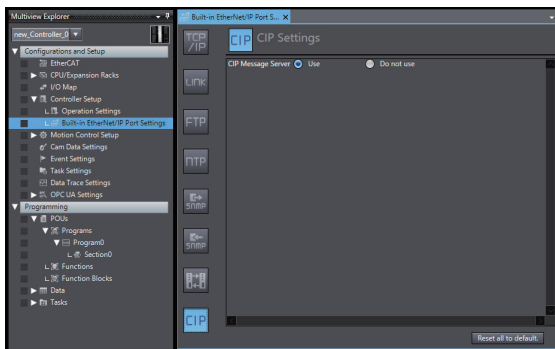 Multiview Explorer
new_Controller_0
Configurations and Setup
EtherCAT
CPU/Expansion Racks
I/O Map
Controller Setup
Operation Settings
Built-in EtherNet/IP Port Settings
Motion Control Setup
Cam Data Settings
Event Settings
Task Settings
Data Trace Settings
OPC UA Settings
Programming
POUs
Programs
Program0
Section0
Functions
Function Blocks
Data
Tasks
Built-in EtherNet/IP Port S...
TCP
/IP
LINK
FTP
NTP
SNMP
SNMP
CIP
CIP CIP Settings
CIP Message Server Use Do not use
Reset all to default.